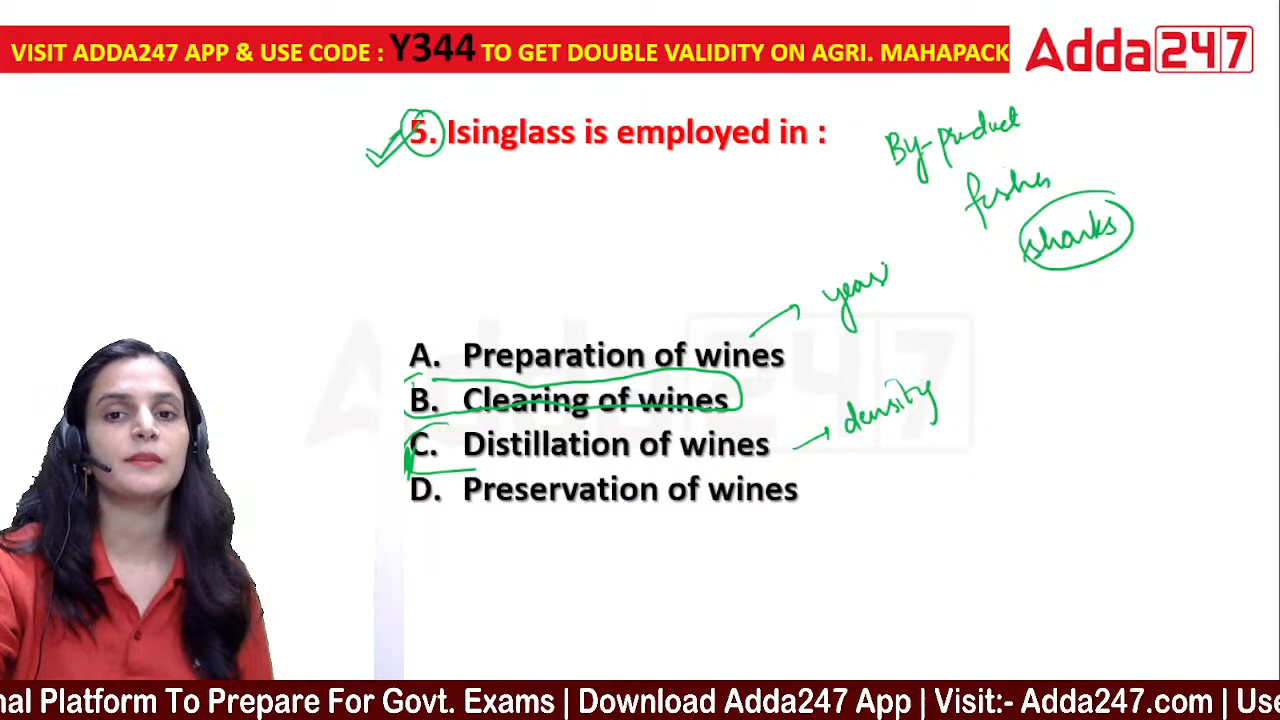 VISIT ADDA247 APP & USE CODE : Y344 TO GET DOUBLE VALIDITY ON AGRI. MAHAPACK
Adda247
5. Isinglass is employed in :
By-product
fishes
sharks
years
A. Preparation of wines
B. Clearing of wines
density
C. Distillation of wines
D. Preservation of wines
nal Platform To Prepare For Govt. Exams | Download Adda247 App | Visit:- Adda247.com | Use